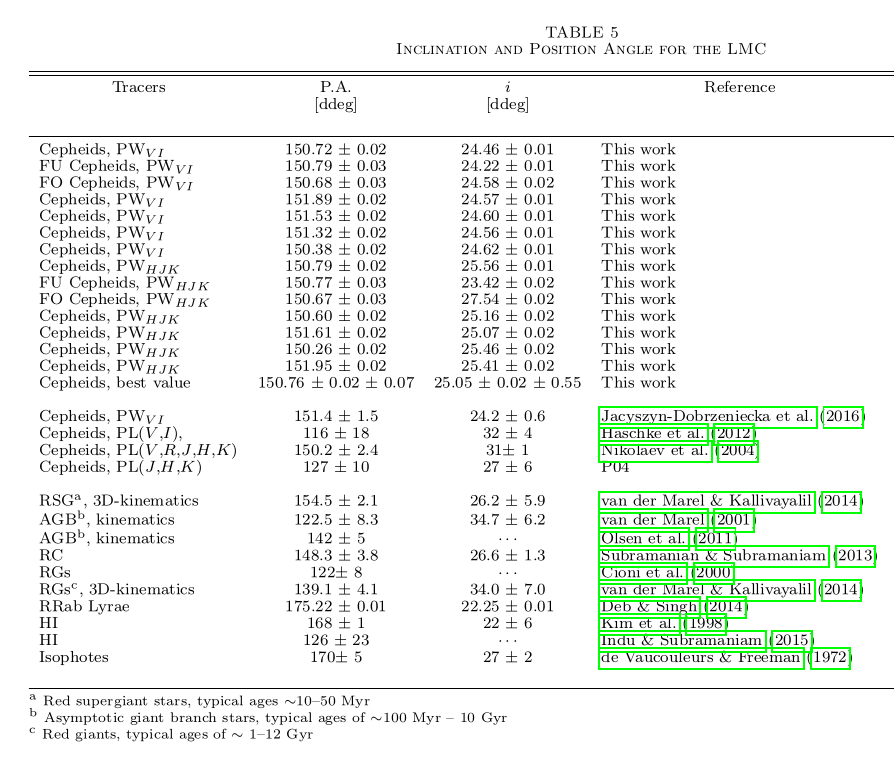 TABLE 5
Inclination and Position Angle for the LMC
Tracers P.A. i Reference
[ddeg] [ddeg]
Cepheids, PW_{VI} 150.72 ± 0.02 24.46 ± 0.01 This work
FU Cepheids, PW_{VI} 150.79 ± 0.03 24.22 ± 0.01 This work
FO Cepheids, PW_{VI} 150.68 ± 0.03 24.58 ± 0.02 This work
Cepheids, PW_{VI} 151.89 ± 0.02 24.57 ± 0.01 This work
Cepheids, PW_{VI} 151.53 ± 0.02 24.60 ± 0.01 This work
Cepheids, PW_{VI} 151.32 ± 0.02 24.56 ± 0.01 This work
Cepheids, PW_{VI} 150.38 ± 0.02 24.62 ± 0.01 This work
Cepheids, PW_{HJK} 150.79 ± 0.02 25.56 ± 0.01 This work
FU Cepheids, PW_{HJK} 150.77 ± 0.03 23.42 ± 0.02 This work
FO Cepheids, PW_{HJK} 150.67 ± 0.03 27.54 ± 0.02 This work
Cepheids, PW_{HJK} 150.60 ± 0.02 25.16 ± 0.01 This work
Cepheids, PW_{HJK} 151.61 ± 0.02 25.07 ± 0.01 This work
Cepheids, PW_{HJK} 150.26 ± 0.02 25.46 ± 0.02 This work
Cepheids, PW_{HJK} 151.95 ± 0.02 25.41 ± 0.02 This work
Cepheids, best value 150.76 ± 0.02 ± 0.07 25.05 ± 0.02 ± 0.55 This work
Cepheids, PW_{VI} 151.4 ± 1.5 24.2 ± 0.6 Jacyszyn-Dobrzeniecka et al. (2016)
Cepheids, PL(V,I), 116 ± 18 32 ± 4 Haschke et al. (2012)
Cepheids, PL(V,R,J,H,K) 150.2 ± 2.4 31± 1 Nikolaev et al. (2004)
Cepheids, PL(J,H,K) 127 ± 10 27 ± 6 P04
RSG^a, 3D-kinematics 154.5 ± 2.1 26.2 ± 5.9 van der Marel & Kallivayalil (2014)
AGB^b, kinematics 122.5 ± 8.3 34.7 ± 6.2 van der Marel (2001)
AGB^b, kinematics 142 ± 5 ··· Olsen et al. (2011)
RC 148.3 ± 3.8 26.6 ± 1.3 Subramanian & Subramaniam (2013)
RGs 122± 8 ··· Cioni et al. (2000)
RGs^c, 3D-kinematics 139.1 ± 4.1 34.0 ± 7.0 van der Marel & Kallivayalil (2014)
RRab Lyrae 175.22 ± 0.01 22.25 ± 0.01 Deb & Singh (2014)
HI 168 ± 1 22 ± 6 Kim et al. (1998)
HI 126 ± 23 ··· Indu & Subramaniam (2015)
Isophotes 170± 5 27 ± 2 de Vaucouleurs & Freeman (1972)
^a Red supergiant stars, typical ages ∼10–50 Myr
^b Asymptotic giant branch stars, typical ages of ∼100 Myr – 10 Gyr
^c Red giants, typical ages of ∼ 1–12 Gyr